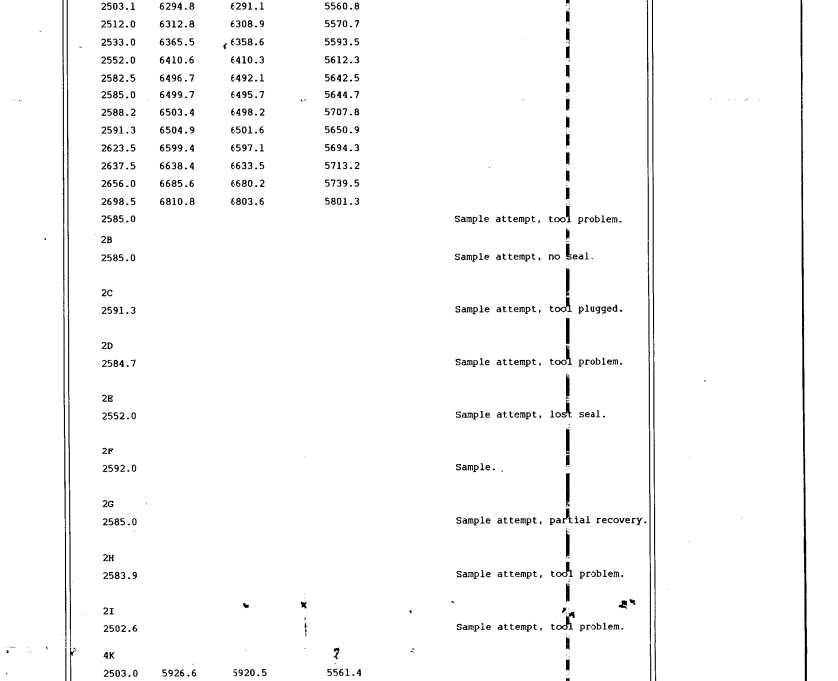 2503.1 6294.8 6291.1 5560.8
2512.0 6312.8 6308.9 5570.7
2533.0 6365.5 6358.6 5593.5
2552.0 6410.6 6410.3 5612.3
2582.5 6496.7 6492.1 5642.5
2585.0 6499.7 6495.7 5644.7
2588.2 6503.4 6498.2 5707.8
2591.3 6504.9 6501.6 5650.9
2623.5 6599.4 6597.1 5694.3
2637.5 6638.4 6633.5 5713.2
2656.0 6685.6 6680.2 5739.5
2698.5 6810.8 6803.6 5801.3
2585.0 Sample attempt, tool problem.
2B
2585.0 Sample attempt, no seal.
2C
2591.3 Sample attempt, tool plugged.
2D
2584.7 Sample attempt, tool problem.
2E
2552.0 Sample attempt, lost seal.
2F
2592.0 Sample.
2G
2585.0 Sample attempt, partial recovery.
2H
2583.9 Sample attempt, tool problem.
2I
2502.6 Sample attempt, tool problem.
4K
2503.0 5926.6 5920.5 5561.4